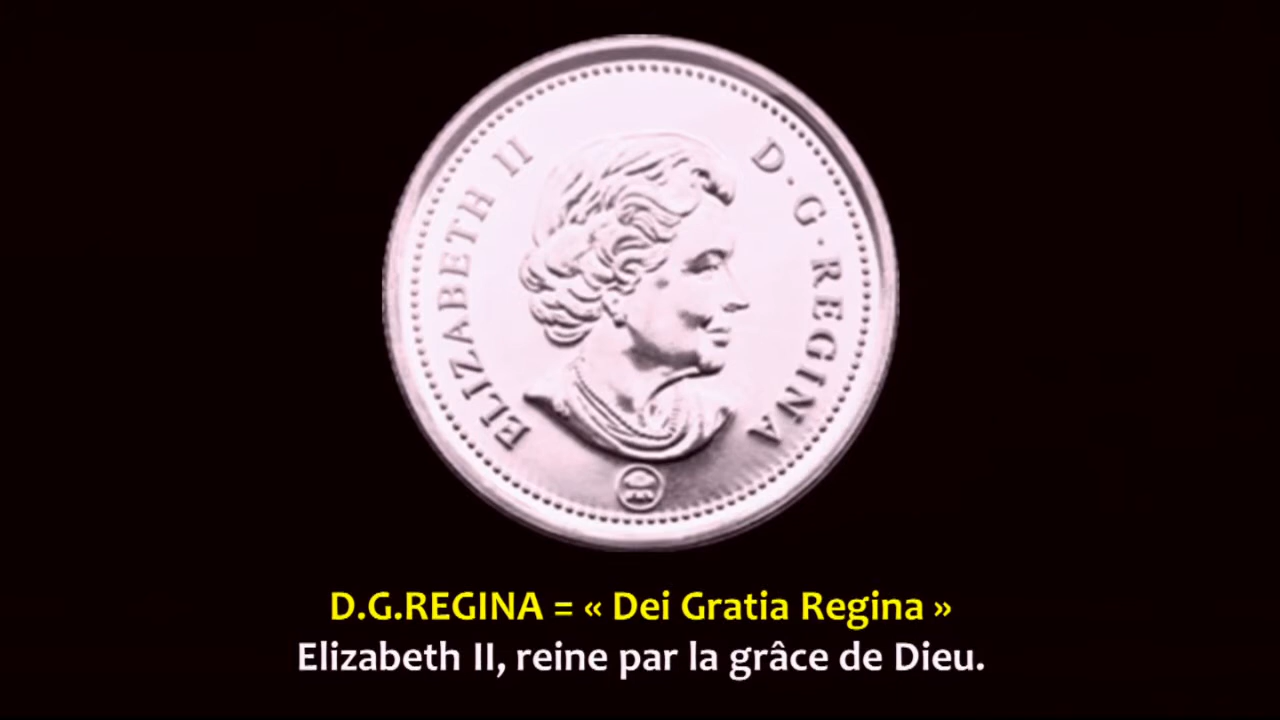 ELIZABETH II
D·G·REGINA
D.G.REGINA = « Dei Gratia Regina »
Elizabeth II, reine par la grâce de Dieu.